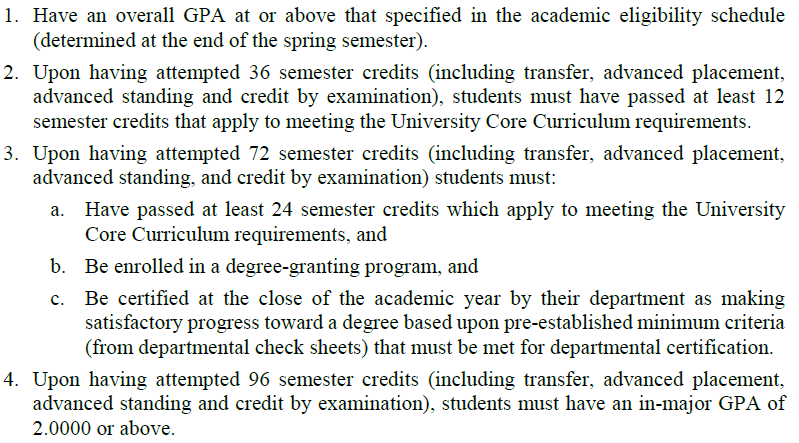 1. Have an overall GPA at or above that specified in the academic eligibility schedule
(determined at the end of the spring semester).
2. Upon having attempted 36 semester credits (including transfer, advanced placement,
advanced standing and credit by examination), students must have passed at least 12
semester credits that apply to meeting the University Core Curriculum requirements.
3. Upon having attempted 72 semester credits (including transfer, advanced placement,
advanced standing, and credit by examination) students must:
a. Have passed at least 24 semester credits which apply to meeting the University
Core Curriculum requirements, and
b. Be enrolled in a degree-granting program, and
c. Be certified at the close of the academic year by their department as making
satisfactory progress toward a degree based upon pre-established minimum criteria
(from departmental check sheets) that must be met for departmental certification.
4. Upon having attempted 96 semester credits (including transfer, advanced placement,
advanced standing and credit by examination), students must have an in-major GPA of
2.0000 or above.